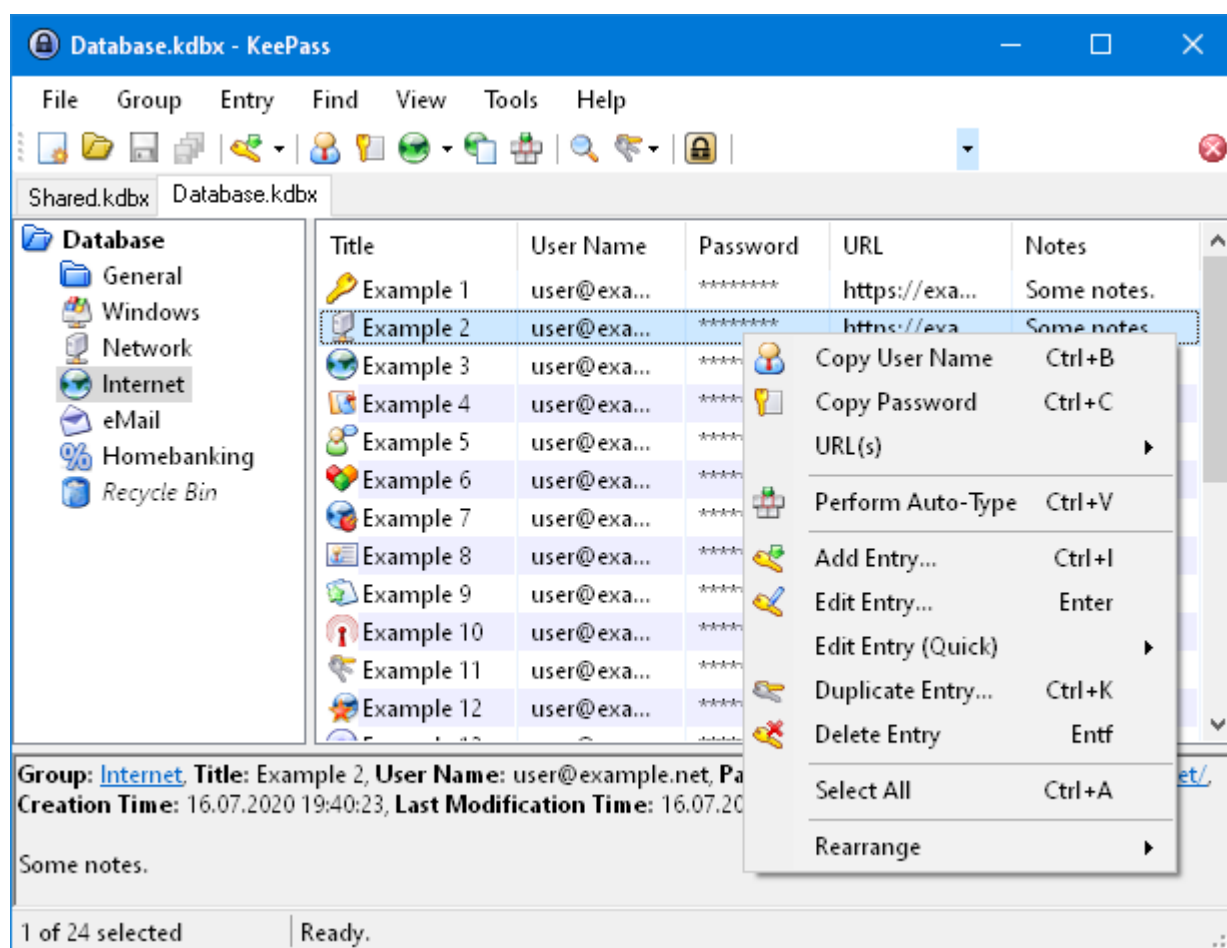 Database.kdbx - KeePass
File Group Entry Find View Tools Help
Shared.kdbx Database.kdbx
Database
General
Windows
Network
Internet
eMail
Homebanking
Recycle Bin
Title User Name Password URL Notes
Example 1 user@exa... ******** https://exa... Some notes.
Example 2 user@exa... ******** https://exa Some notes
Example 3 user@exa...
Example 4 user@exa...
Example 5 user@exa...
Example 6 user@exa...
Example 7 user@exa...
Example 8 user@exa...
Example 9 user@exa...
Example 10 user@exa...
Example 11 user@exa...
Example 12 user@exa...
Copy User Name Ctrl+B
Copy Password Ctrl+C
URL(s)
Perform Auto-Type Ctrl+V
Add Entry... Ctrl+I
Edit Entry... Enter
Edit Entry (Quick)
Duplicate Entry... Ctrl+K
Delete Entry Entf
Select All Ctrl+A
Rearrange
Group: Internet, Title: Example 2, User Name: user@example.net, Pa et/,
Creation Time: 16.07.2020 19:40:23, Last Modification Time: 16.07.20
Some notes.
1 of 24 selected Ready.